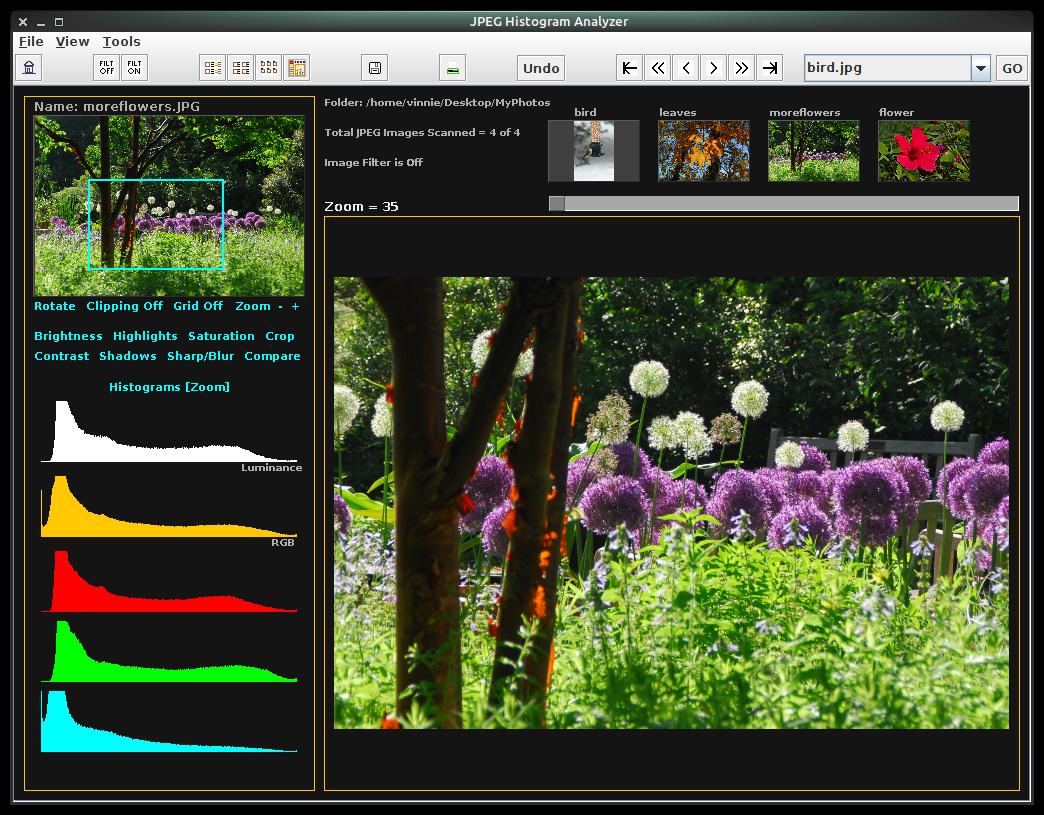 JPEG Histogram Analyzer
File View Tools
FILT OFF FILT ON Undo bird.jpg GO
Name: moreflowers.JPG
Rotate Clipping Off Grid Off Zoom - +
Brightness Highlights Saturation Crop
Contrast Shadows Sharp/Blur Compare
Histograms [Zoom]
Luminance
RGB
Folder: /home/vinnie/Desktop/MyPhotos
Total JPEG Images Scanned = 4 of 4
Image Filter is Off
Zoom = 35
bird leaves moreflowers flower